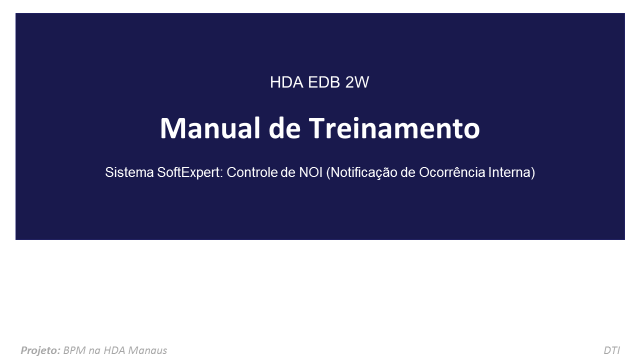 HDA EDB 2W
Manual de Treinamento
Sistema SoftExpert: Controle de NOI (Notificação de Ocorrência Interna)
Projeto: BPM na HDA Manaus
DTI